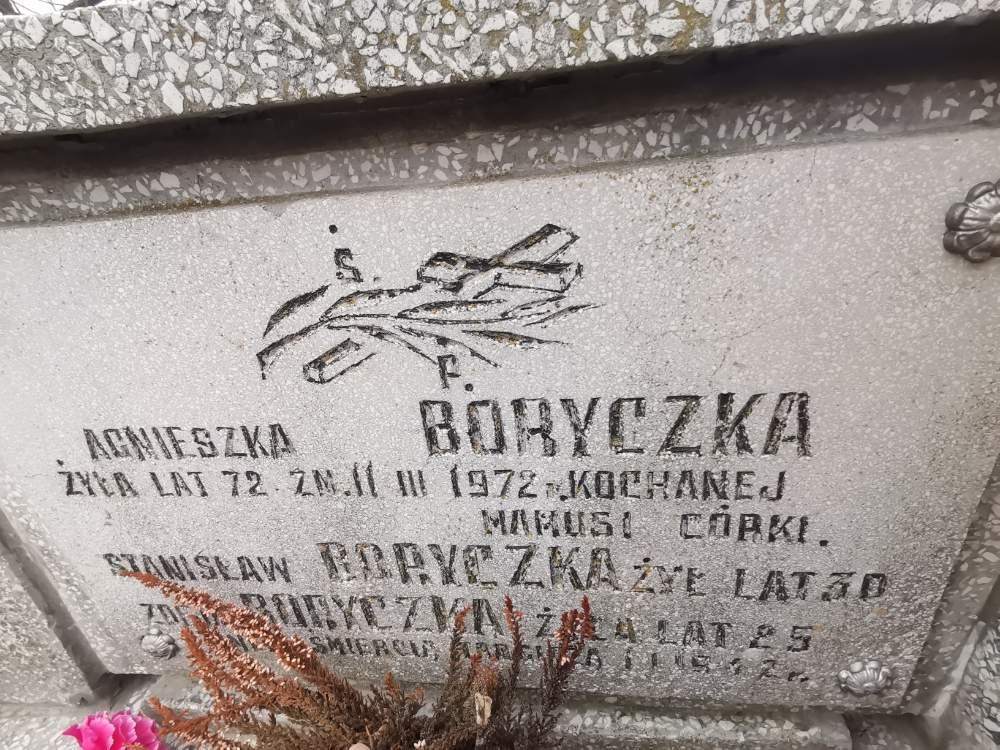 Ś.
P.
AGNIESZKA BORYCZKA
ŻYŁA LAT 72 ZM. 11 III 1972 r. KOCHANEJ
MAMUSI CÓRKI.
STANISŁAW BORYCZKA ŻYŁ LAT 30
BORYCZKA ŻYŁA LAT 25
ŚMIERCIĄ